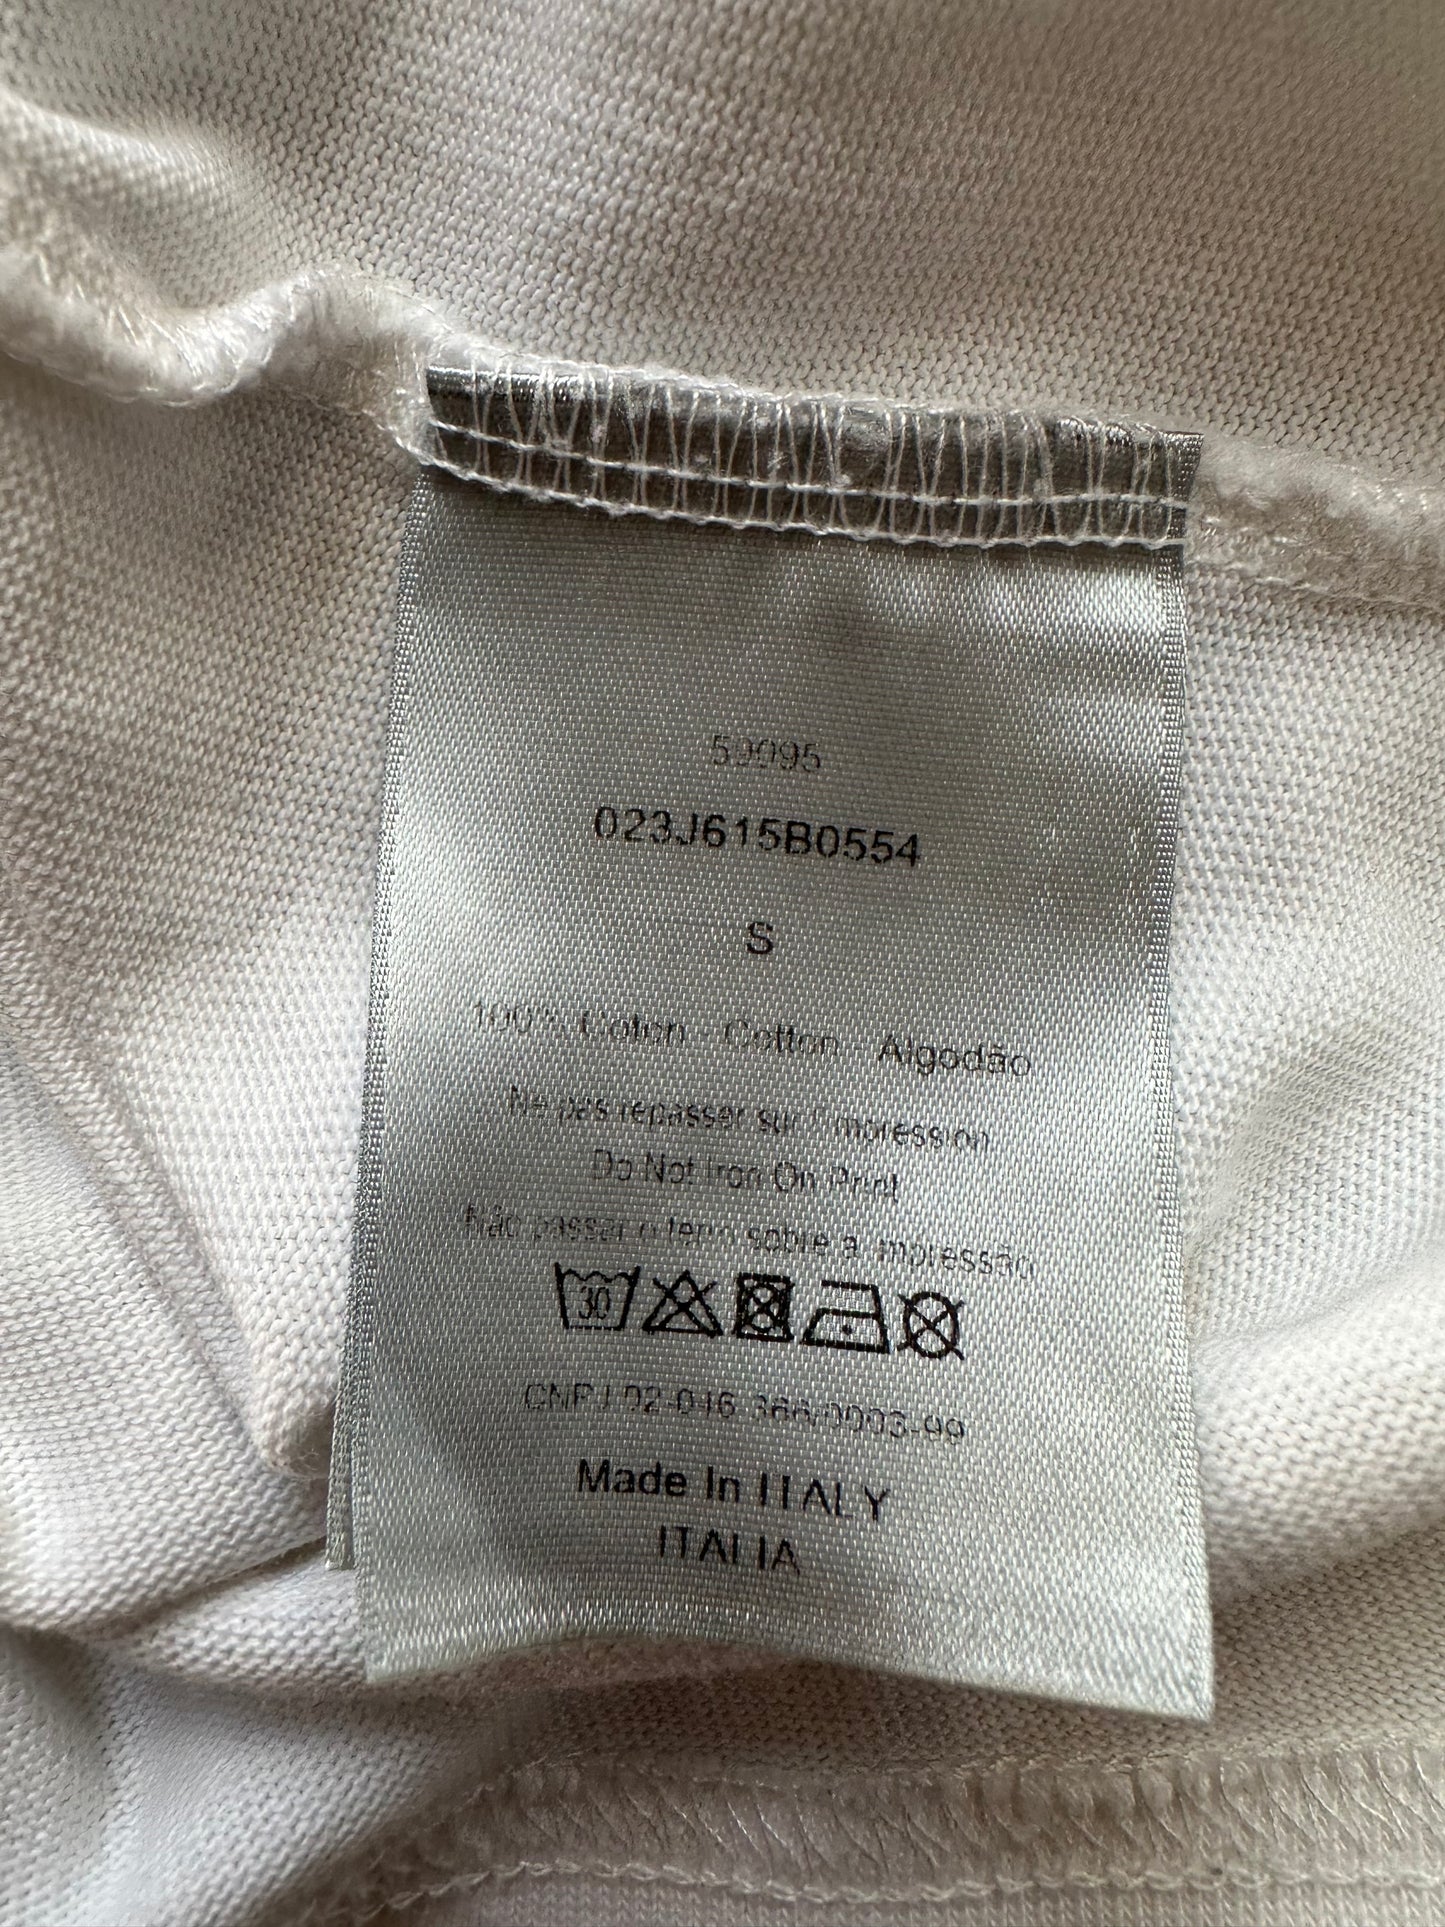 59095
023J615B0554
S
100% Coton - Cotton - Algodão
Ne pas repasser sur l'impression
Do Not Iron On Print
Não passar o ferro sobre a impressão
30
CNPJ 02-046 366/0003-99
Made In ITALY
ITALIA